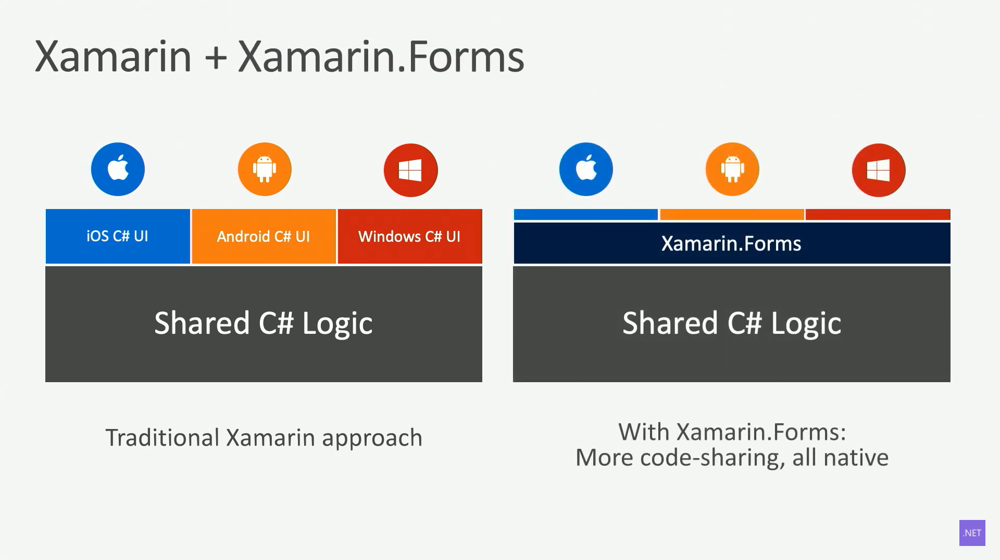 Xamarin + Xamarin.Forms
iOS C# UI
Android C# UI
Windows C# UI
Shared C# Logic
Traditional Xamarin approach
Xamarin.Forms
Shared C# Logic
With Xamarin.Forms:
More code-sharing, all native
.NET